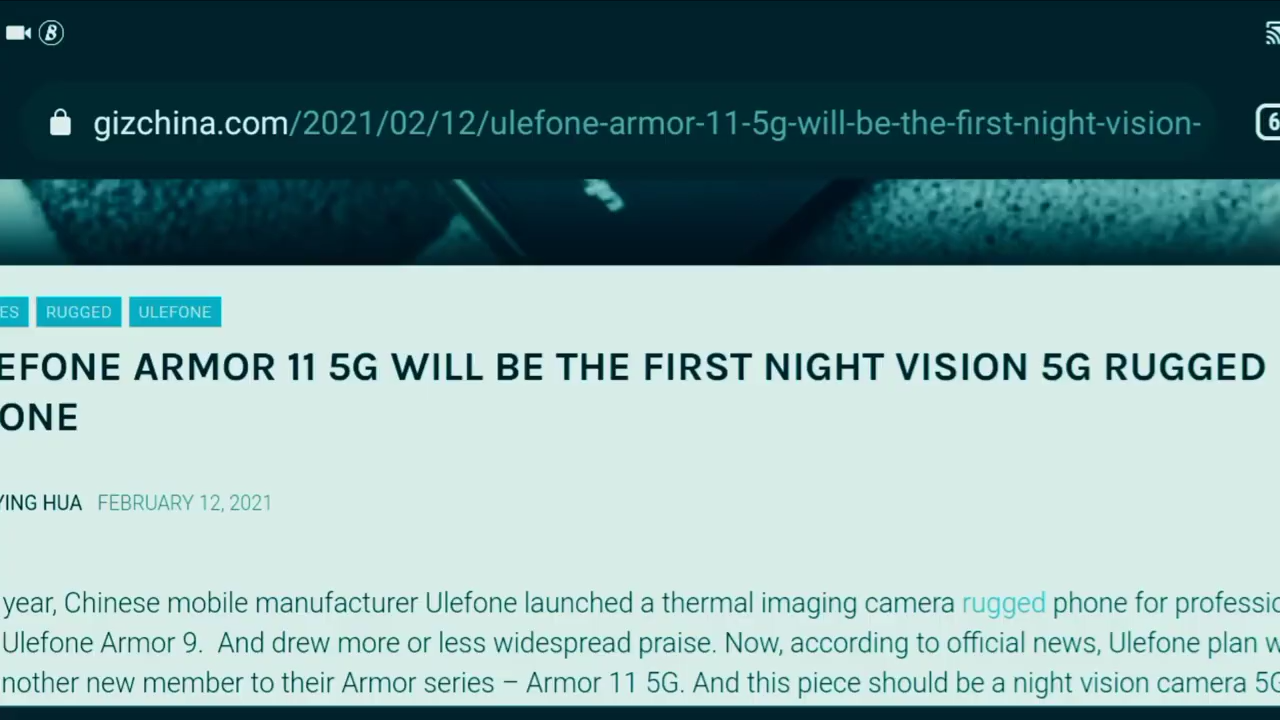 B
gizchina.com/2021/02/12/ulefone-armor-11-5g-will-be-the-first-night-vision-
6
ES RUGGED ULEFONE
EFONE ARMOR 11 5G WILL BE THE FIRST NIGHT VISION 5G RUGGED
ONE
YING HUA FEBRUARY 12, 2021
year, Chinese mobile manufacturer Ulefone launched a thermal imaging camera rugged phone for professio
Ulefone Armor 9. And drew more or less widespread praise. Now, according to official news, Ulefone plan w
nother new member to their Armor series – Armor 11 5G. And this piece should be a night vision camera 5G